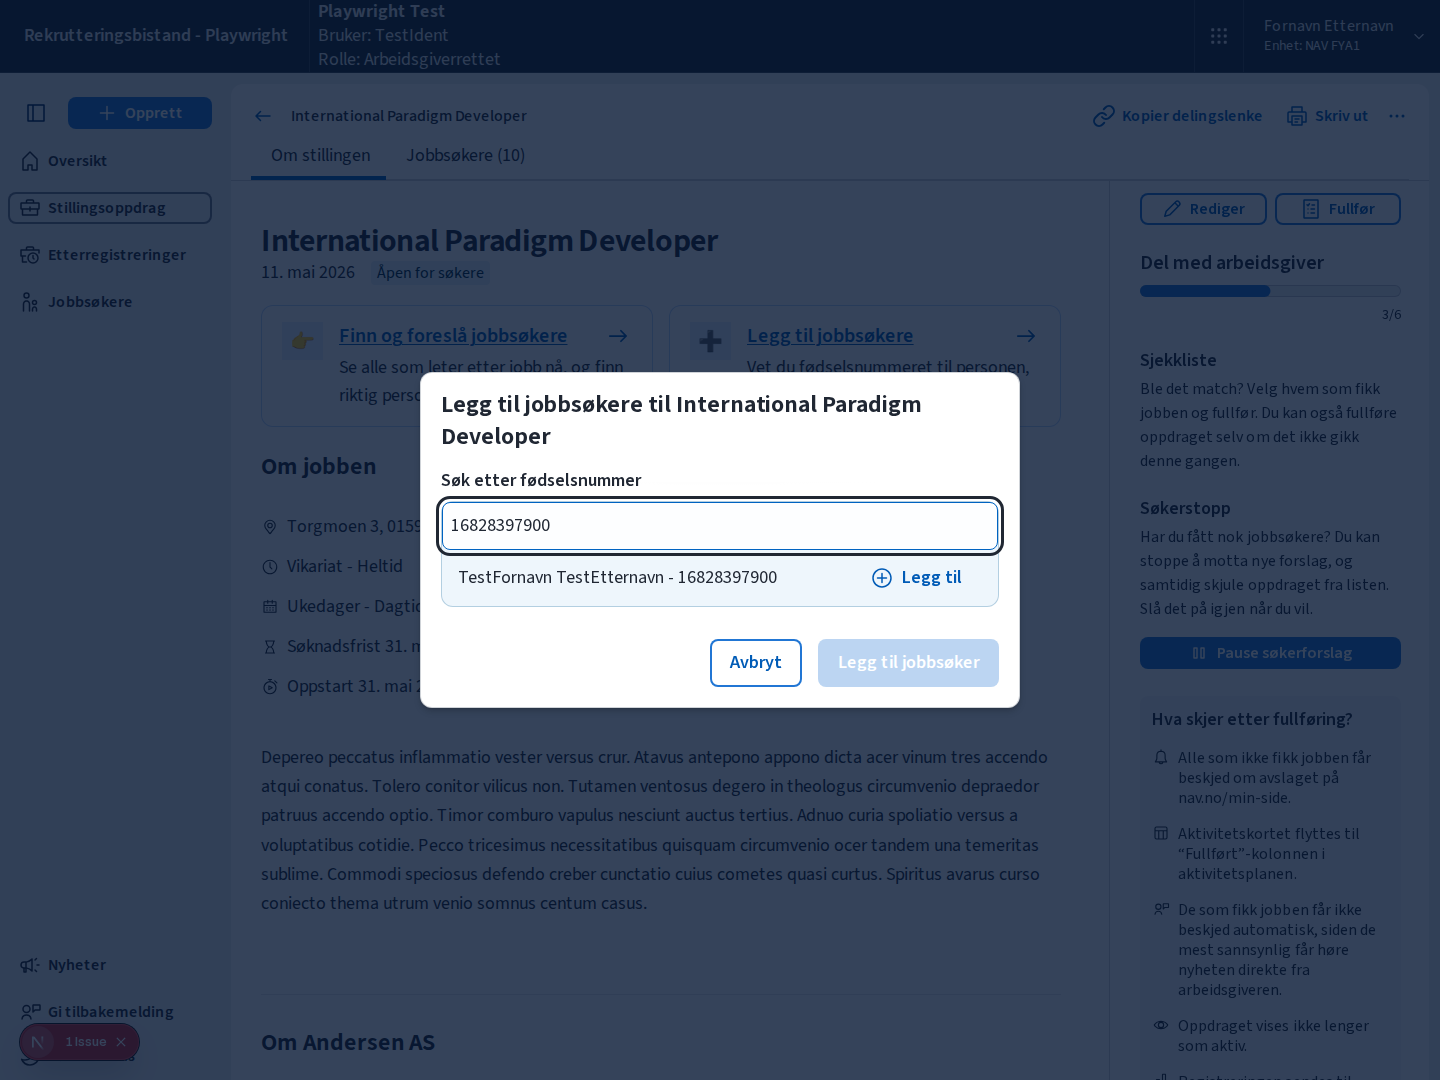 Rekrutteringsbistand - Playwright
Playwright Test
Bruker: TestIdent
Rolle: Arbeidsgiverrettet
Fornavn Etternavn
Enhet: NAV FYA1
Opprett
Oversikt
Stillingsoppdrag
Etterregistreringer
Jobbsøkere
International Paradigm Developer
Kopier delingslenke
Skriv ut
Om stillingen
Jobbsøkere (10)
International Paradigm Developer
11. mai 2026
Åpen for søkere
Finn og foreslå jobbsøkere
Se alle som leter etter jobb nå, og finn
riktig
Legg til jobbsøkere
Vet du fødselsnummeret til personen,
Om jobben
Torgmoen 3, 0159
Vikariat - Heltid
Ukedager -
Søknadsfrist 31.
Oppstart 31. mai
Legg til jobbsøkere til International Paradigm
Developer
Søk etter fødselsnummer
16828397900
TestFornavn TestEtternavn - 16828397900
Legg til
Avbryt
Legg til jobbsøker
Depereo peccatus inflammatio vester versus crur. Atavus antepono appono dicta acer vinum tres accendo
atqui conatus. Tolero conitor vilicus non. Tutamen ventosus degero in theologus circumvenio depraedor
patruus accendo optio. Timor comburo vapulus nesciunt auctus tertius. Adnuo curia spoliatio versus a
voluptatibus cotidie. Pecco tricesimus necessitatibus quisquam circumvenio ocer tandem una temeritas
sublime. Commodi speciosus defendo creber cunctatio cuius cometes quasi curtus. Spiritus avarus curso
coniecto thema utrum venio somnus centum casus.
Om Andersen AS
Rediger
Fullfør
Del med arbeidsgiver
3/6
Sjekkliste
Ble det match? Velg hvem som fikk
jobben og fullfør. Du kan også fullføre
oppdraget selv om det ikke gikk
denne gangen.
Søkerstopp
Har du fått nok jobbsøkere? Du kan
stoppe å motta nye forslag, og
samtidig skjule oppdraget fra listen.
Slå det på igjen når du vil.
Pause søkerforslag
Hva skjer etter fullføring?
Alle som ikke fikk jobben får
beskjed om avslaget på
nav.no/min-side.
Aktivitetskortet flyttes til
“Fullført”-kolonnen i
aktivitetsplanen.
De som fikk jobben får ikke
beskjed automatisk, siden de
mest sannsynlig får høre
nyheten direkte fra
arbeidsgiveren.
Oppdraget vises ikke lenger
som aktiv.
Nyheter
Gi tilbakemelding
N
1 Issue